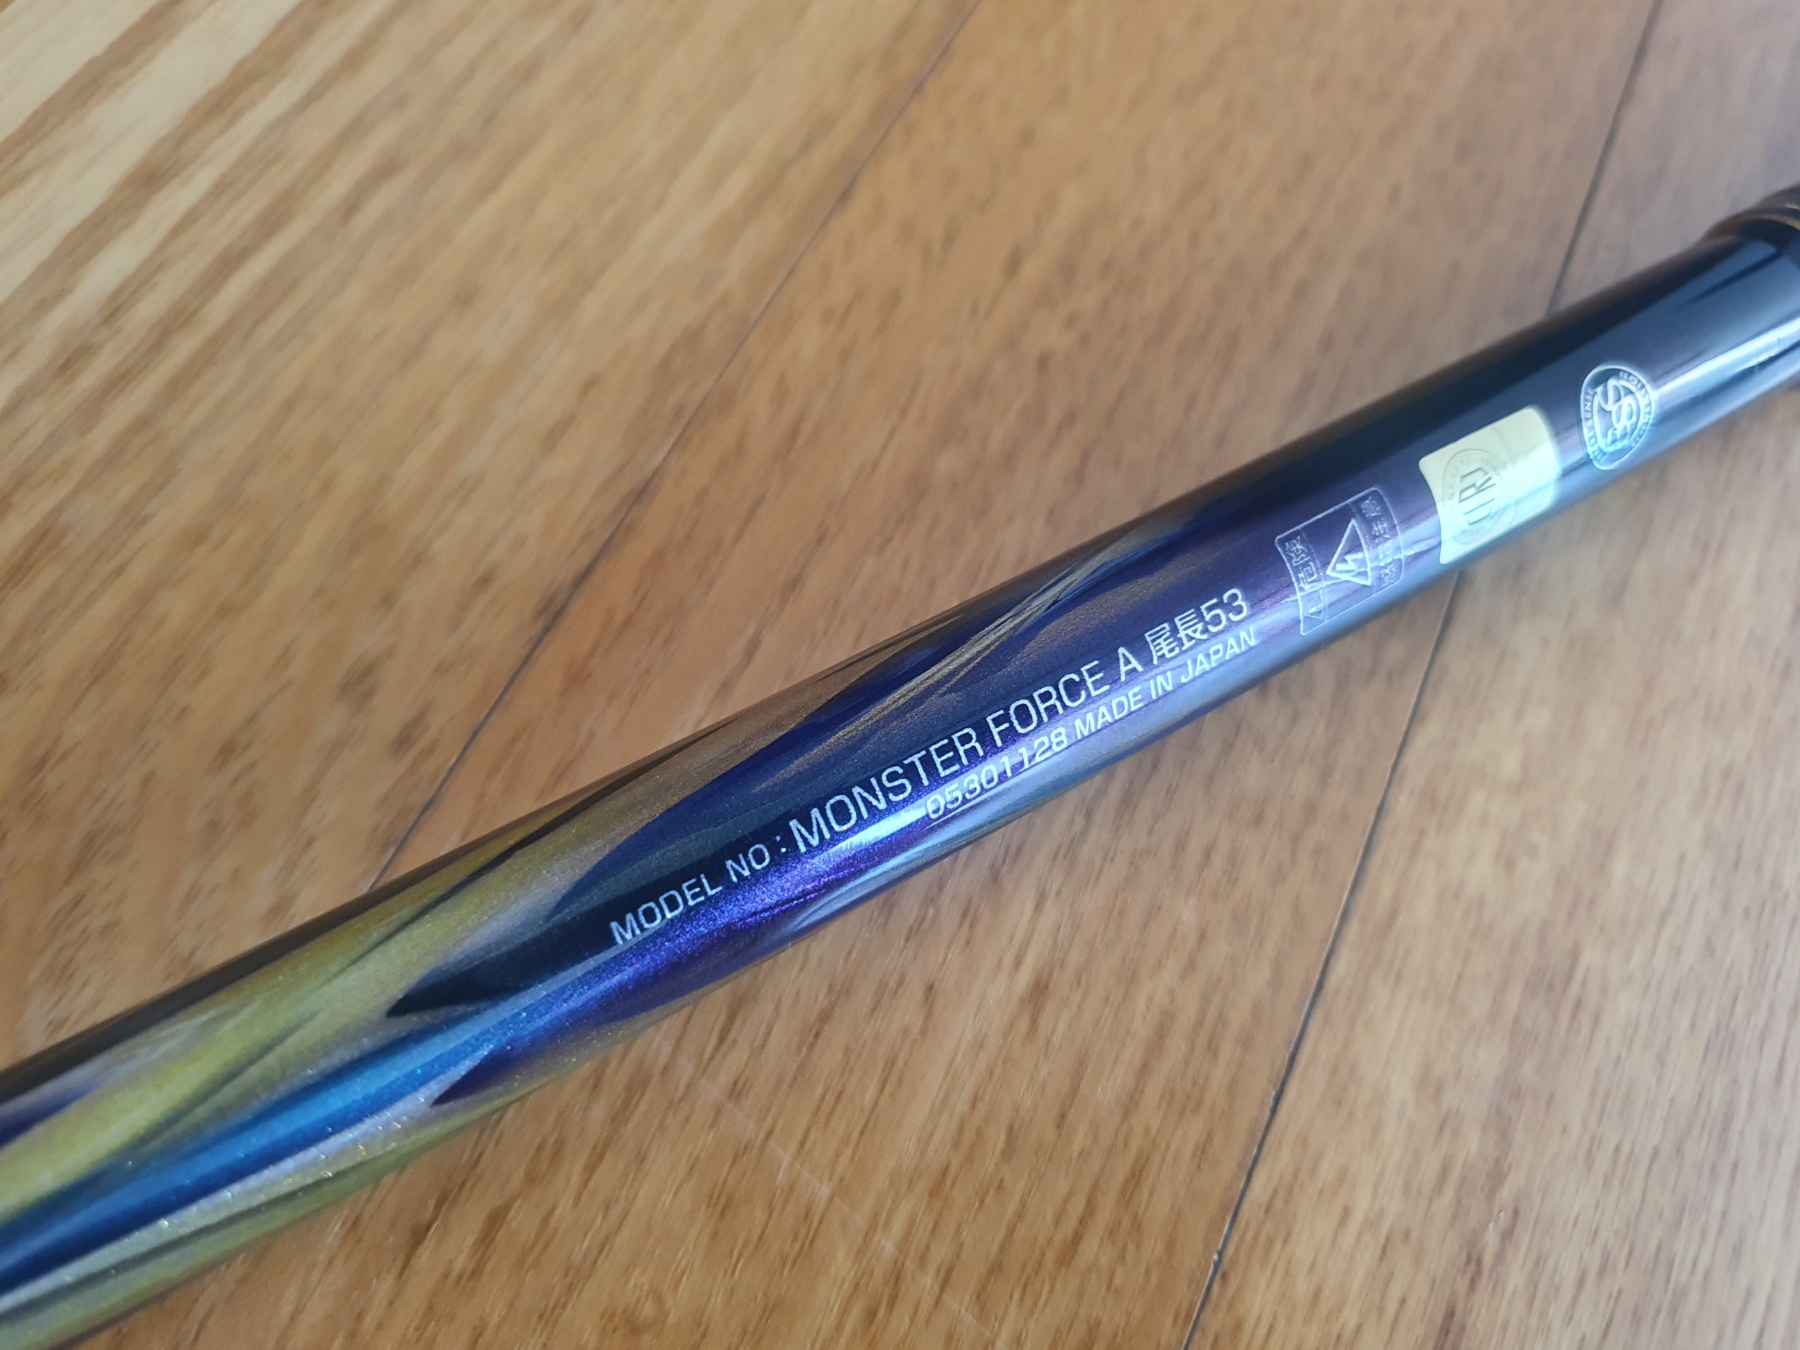 MODEL NO : MONSTER FORCE A 尾長53
05301128 MADE IN JAPAN